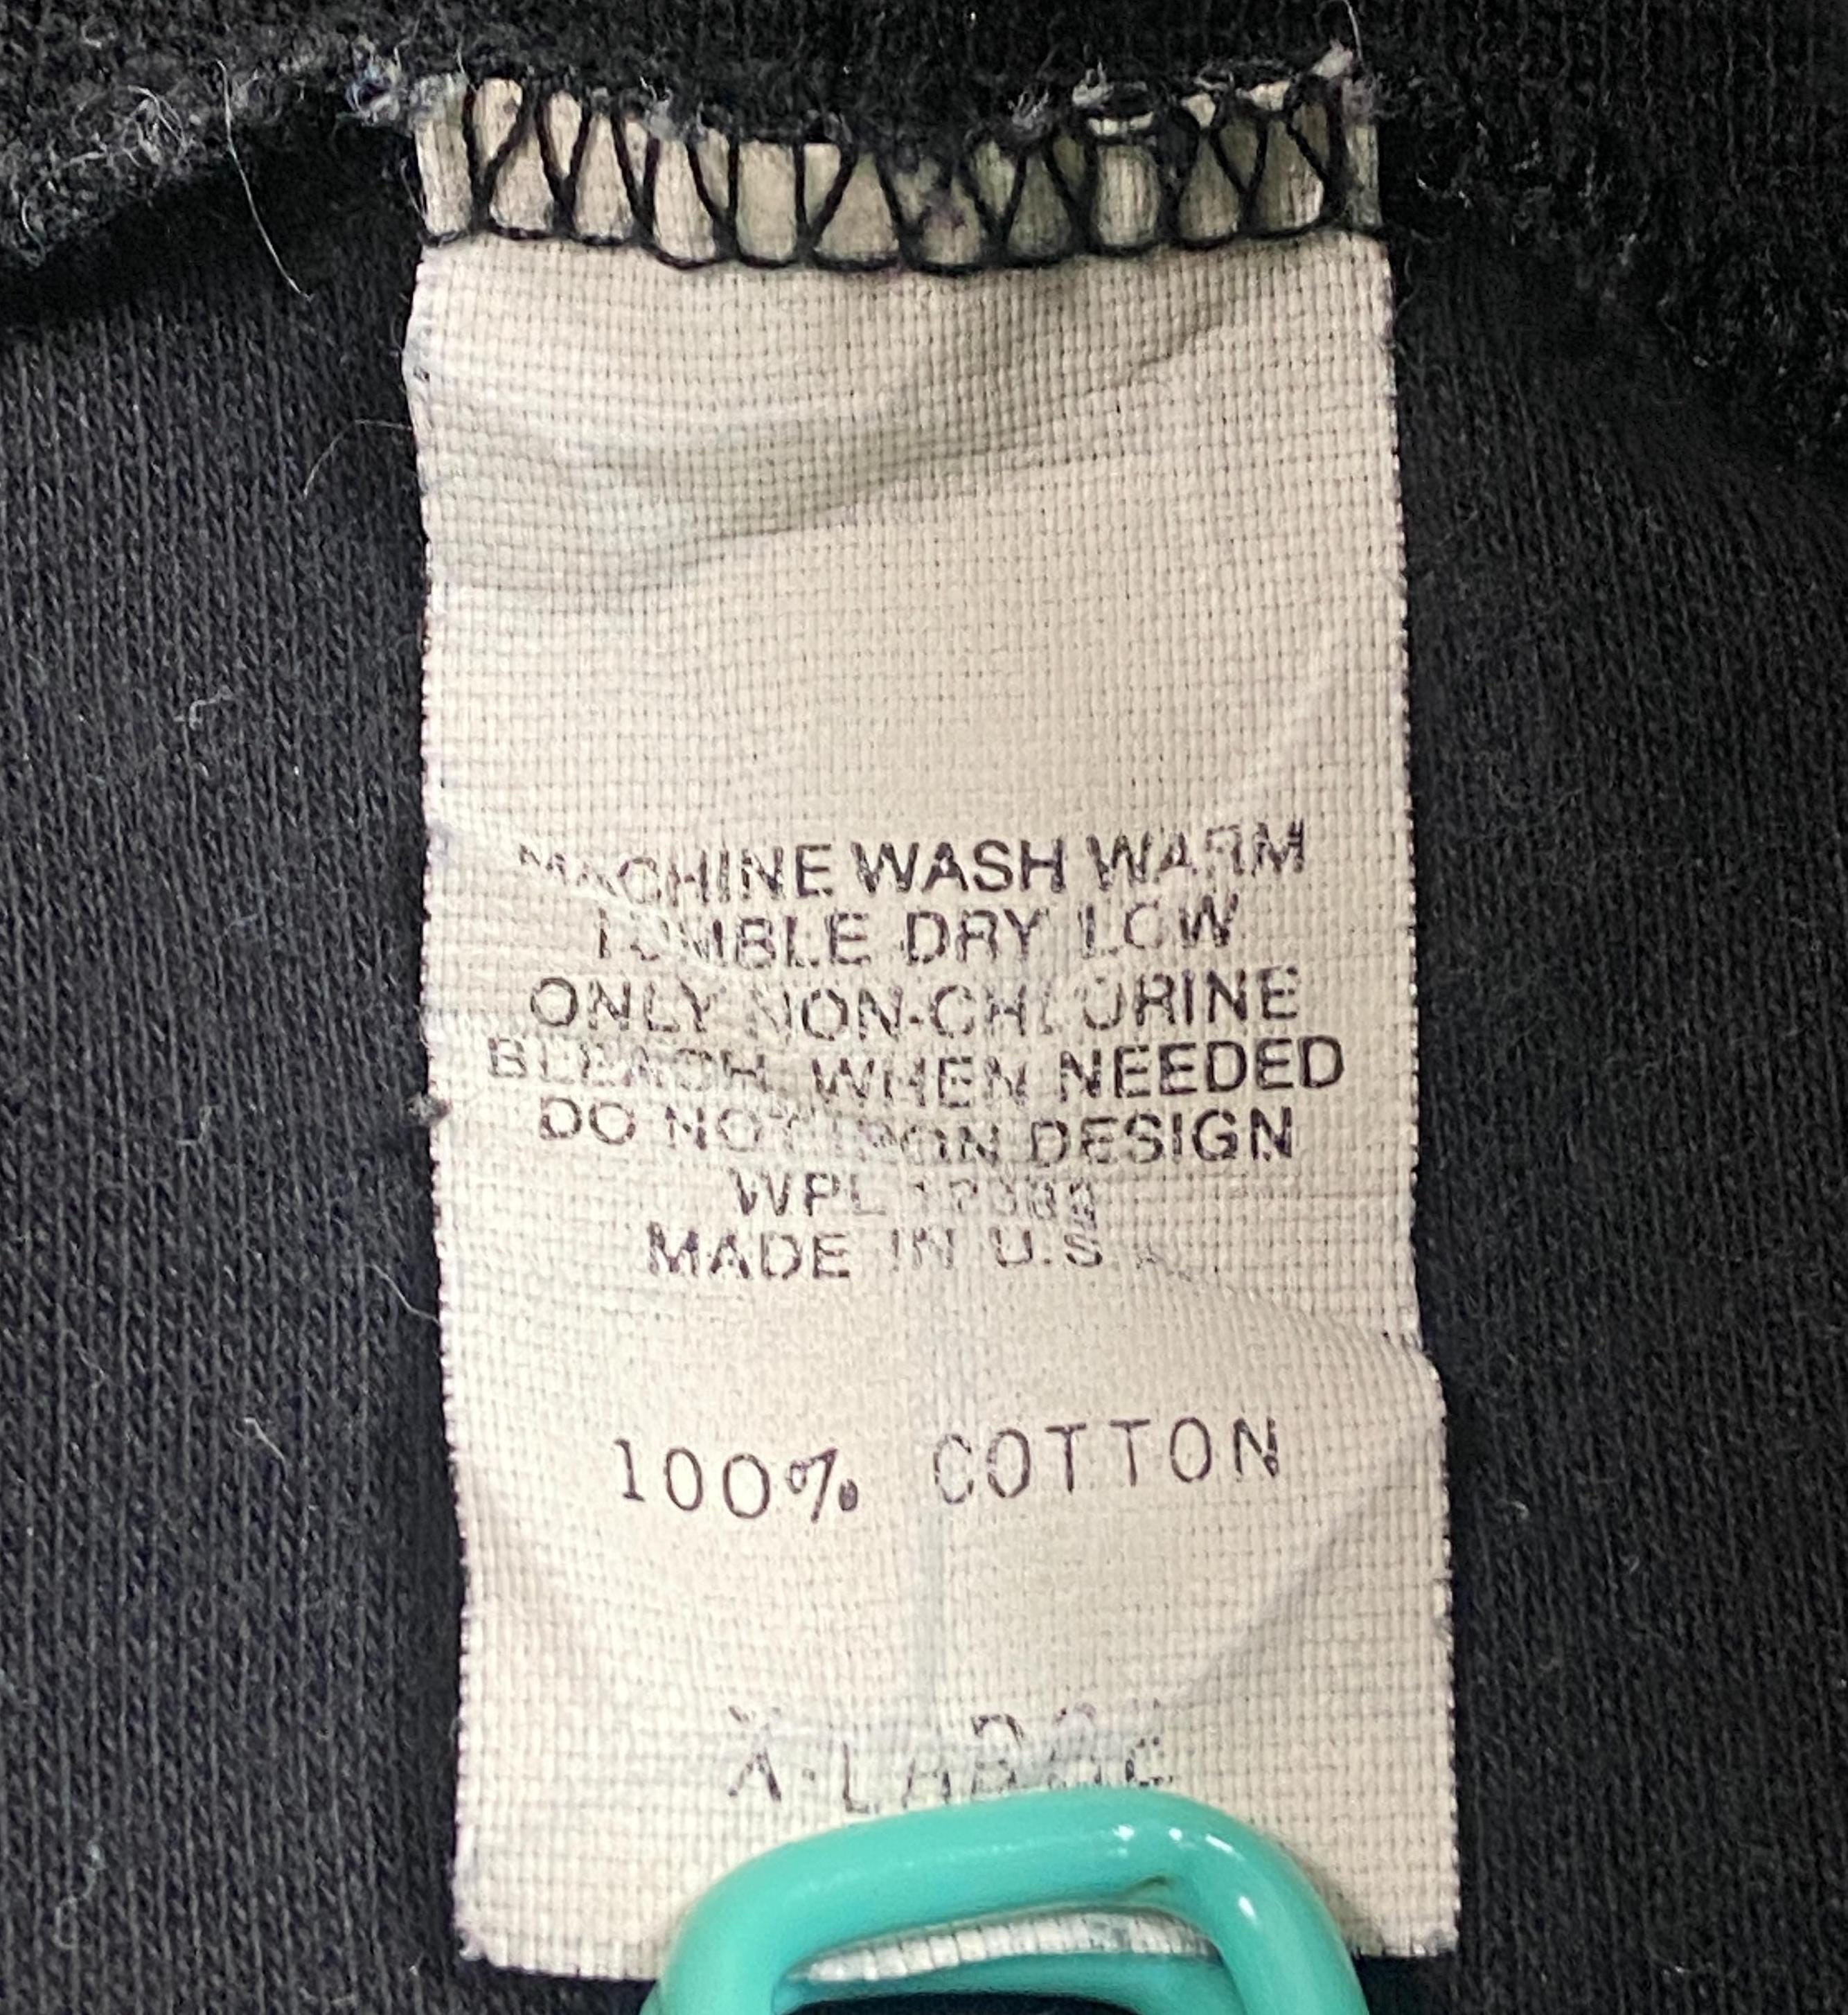 MACHINE WASH WARM
TUMBLE DRY LOW
ONLY NON-CHLORINE
BLEACH WHEN NEEDED
DO NOT IRON DESIGN
WPL
MADE IN U.S.A.
100% COTTON
X-LARGE